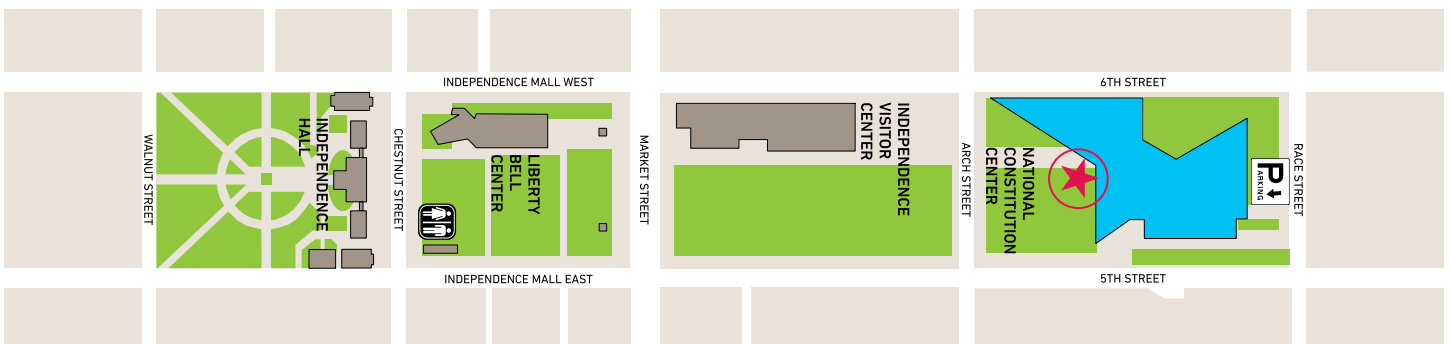 INDEPENDENCE MALL WEST
6TH STREET
WALNUT STREET
INDEPENDENCE
HALL
CHESTNUT STREET
LIBERTY
BELL
CENTER
MARKET STREET
INDEPENDENCE
VISITOR
CENTER
ARCH STREET
NATIONAL
CONSTITUTION
CENTER
P
PARKING
RACE STREET
INDEPENDENCE MALL EAST
5TH STREET